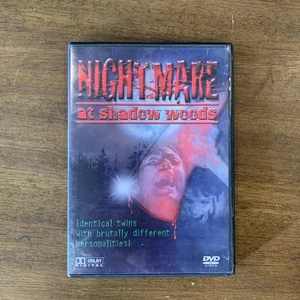 NIGHTMARE
at shadow woods
Identical twins
with brutally different
personalities!
DOLBY
DIGITAL
DVD